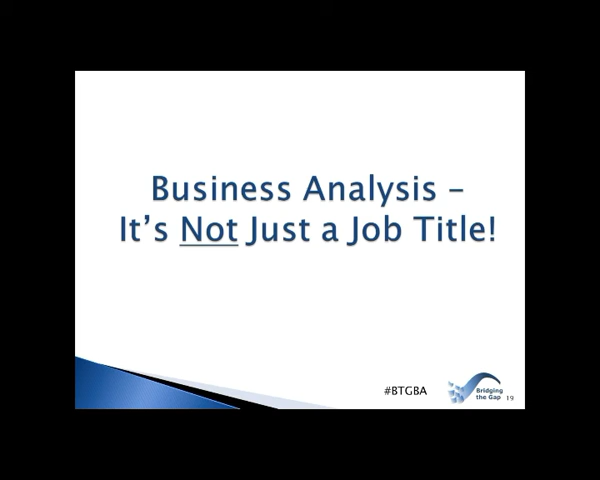 Business Analysis –
It's Not Just a Job Title!
#BTGBA
Bridging
the Gap
19